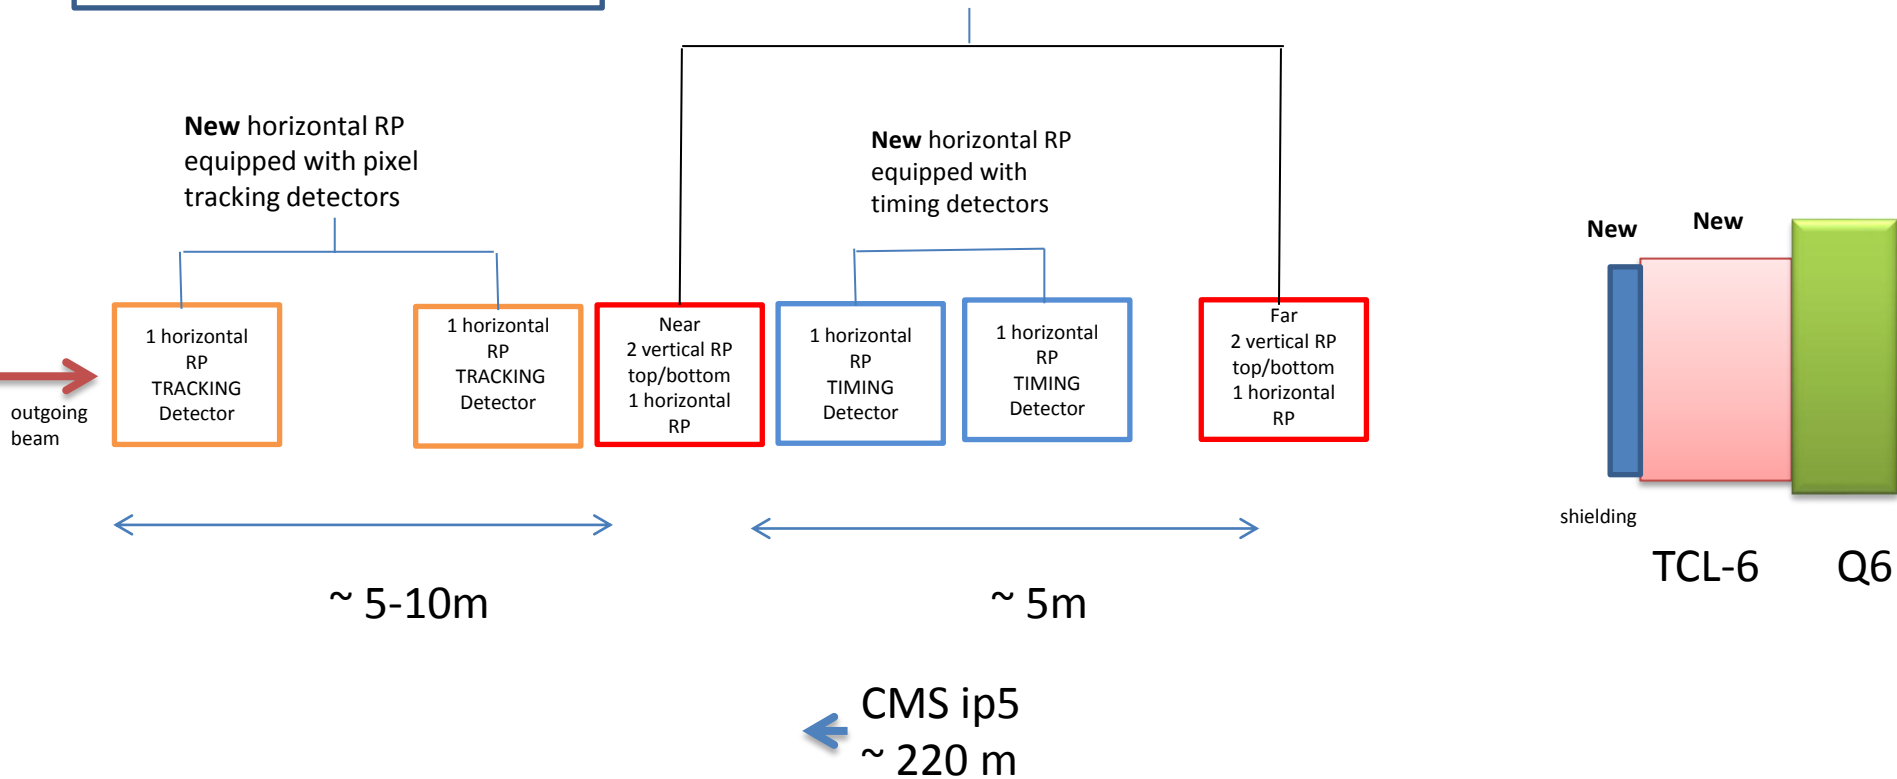 New horizontal RP
equipped with pixel
tracking detectors
New horizontal RP
equipped with
timing detectors
New
New
1 horizontal
RP
TRACKING
Detector
1 horizontal
RP
TRACKING
Detector
Near
2 vertical RP
top/bottom
1 horizontal
RP
1 horizontal
RP
TIMING
Detector
1 horizontal
RP
TIMING
Detector
Far
2 vertical RP
top/bottom
1 horizontal
RP
outgoing
beam
shielding
TCL-6
Q6
~ 5-10m
~ 5m
CMS ip5
~ 220 m